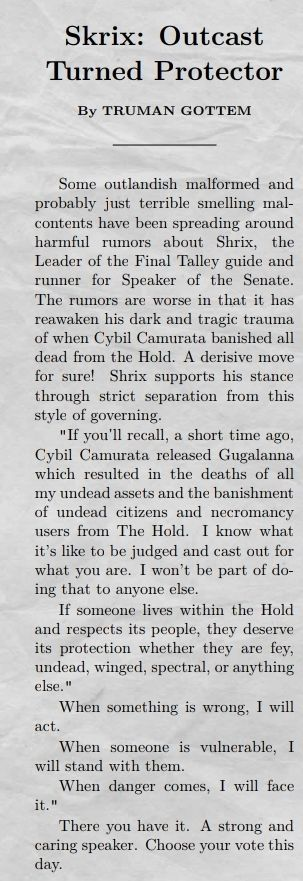 Skrix: Outcast
Turned Protector
By TRUMAN GOTTEM
Some outlandish malformed and
probably just terrible smelling mal-
contents have been spreading around
harmful rumors about Shrix, the
Leader of the Final Talley guide and
runner for Speaker of the Senate.
The rumors are worse in that it has
reawaken his dark and tragic trauma
of when Cybil Camurata banished all
dead from the Hold. A derisive move
for sure! Shrix supports his stance
through strict separation from this
style of governing.
"If you'll recall, a short time ago,
Cybil Camurata released Gugalanna
which resulted in the deaths of all
my undead assets and the banishment
of undead citizens and necromancy
users from The Hold. I know what
it's like to be judged and cast out for
what you are. I won't be part of do-
ing that to anyone else.
If someone lives within the Hold
and respects its people, they deserve
its protection whether they are fey,
undead, winged, spectral, or anything
else."
When something is wrong, I will
act.
When someone is vulnerable, I
will stand with them.
When danger comes, I will face
it."
There you have it. A strong and
caring speaker. Choose your vote this
day.